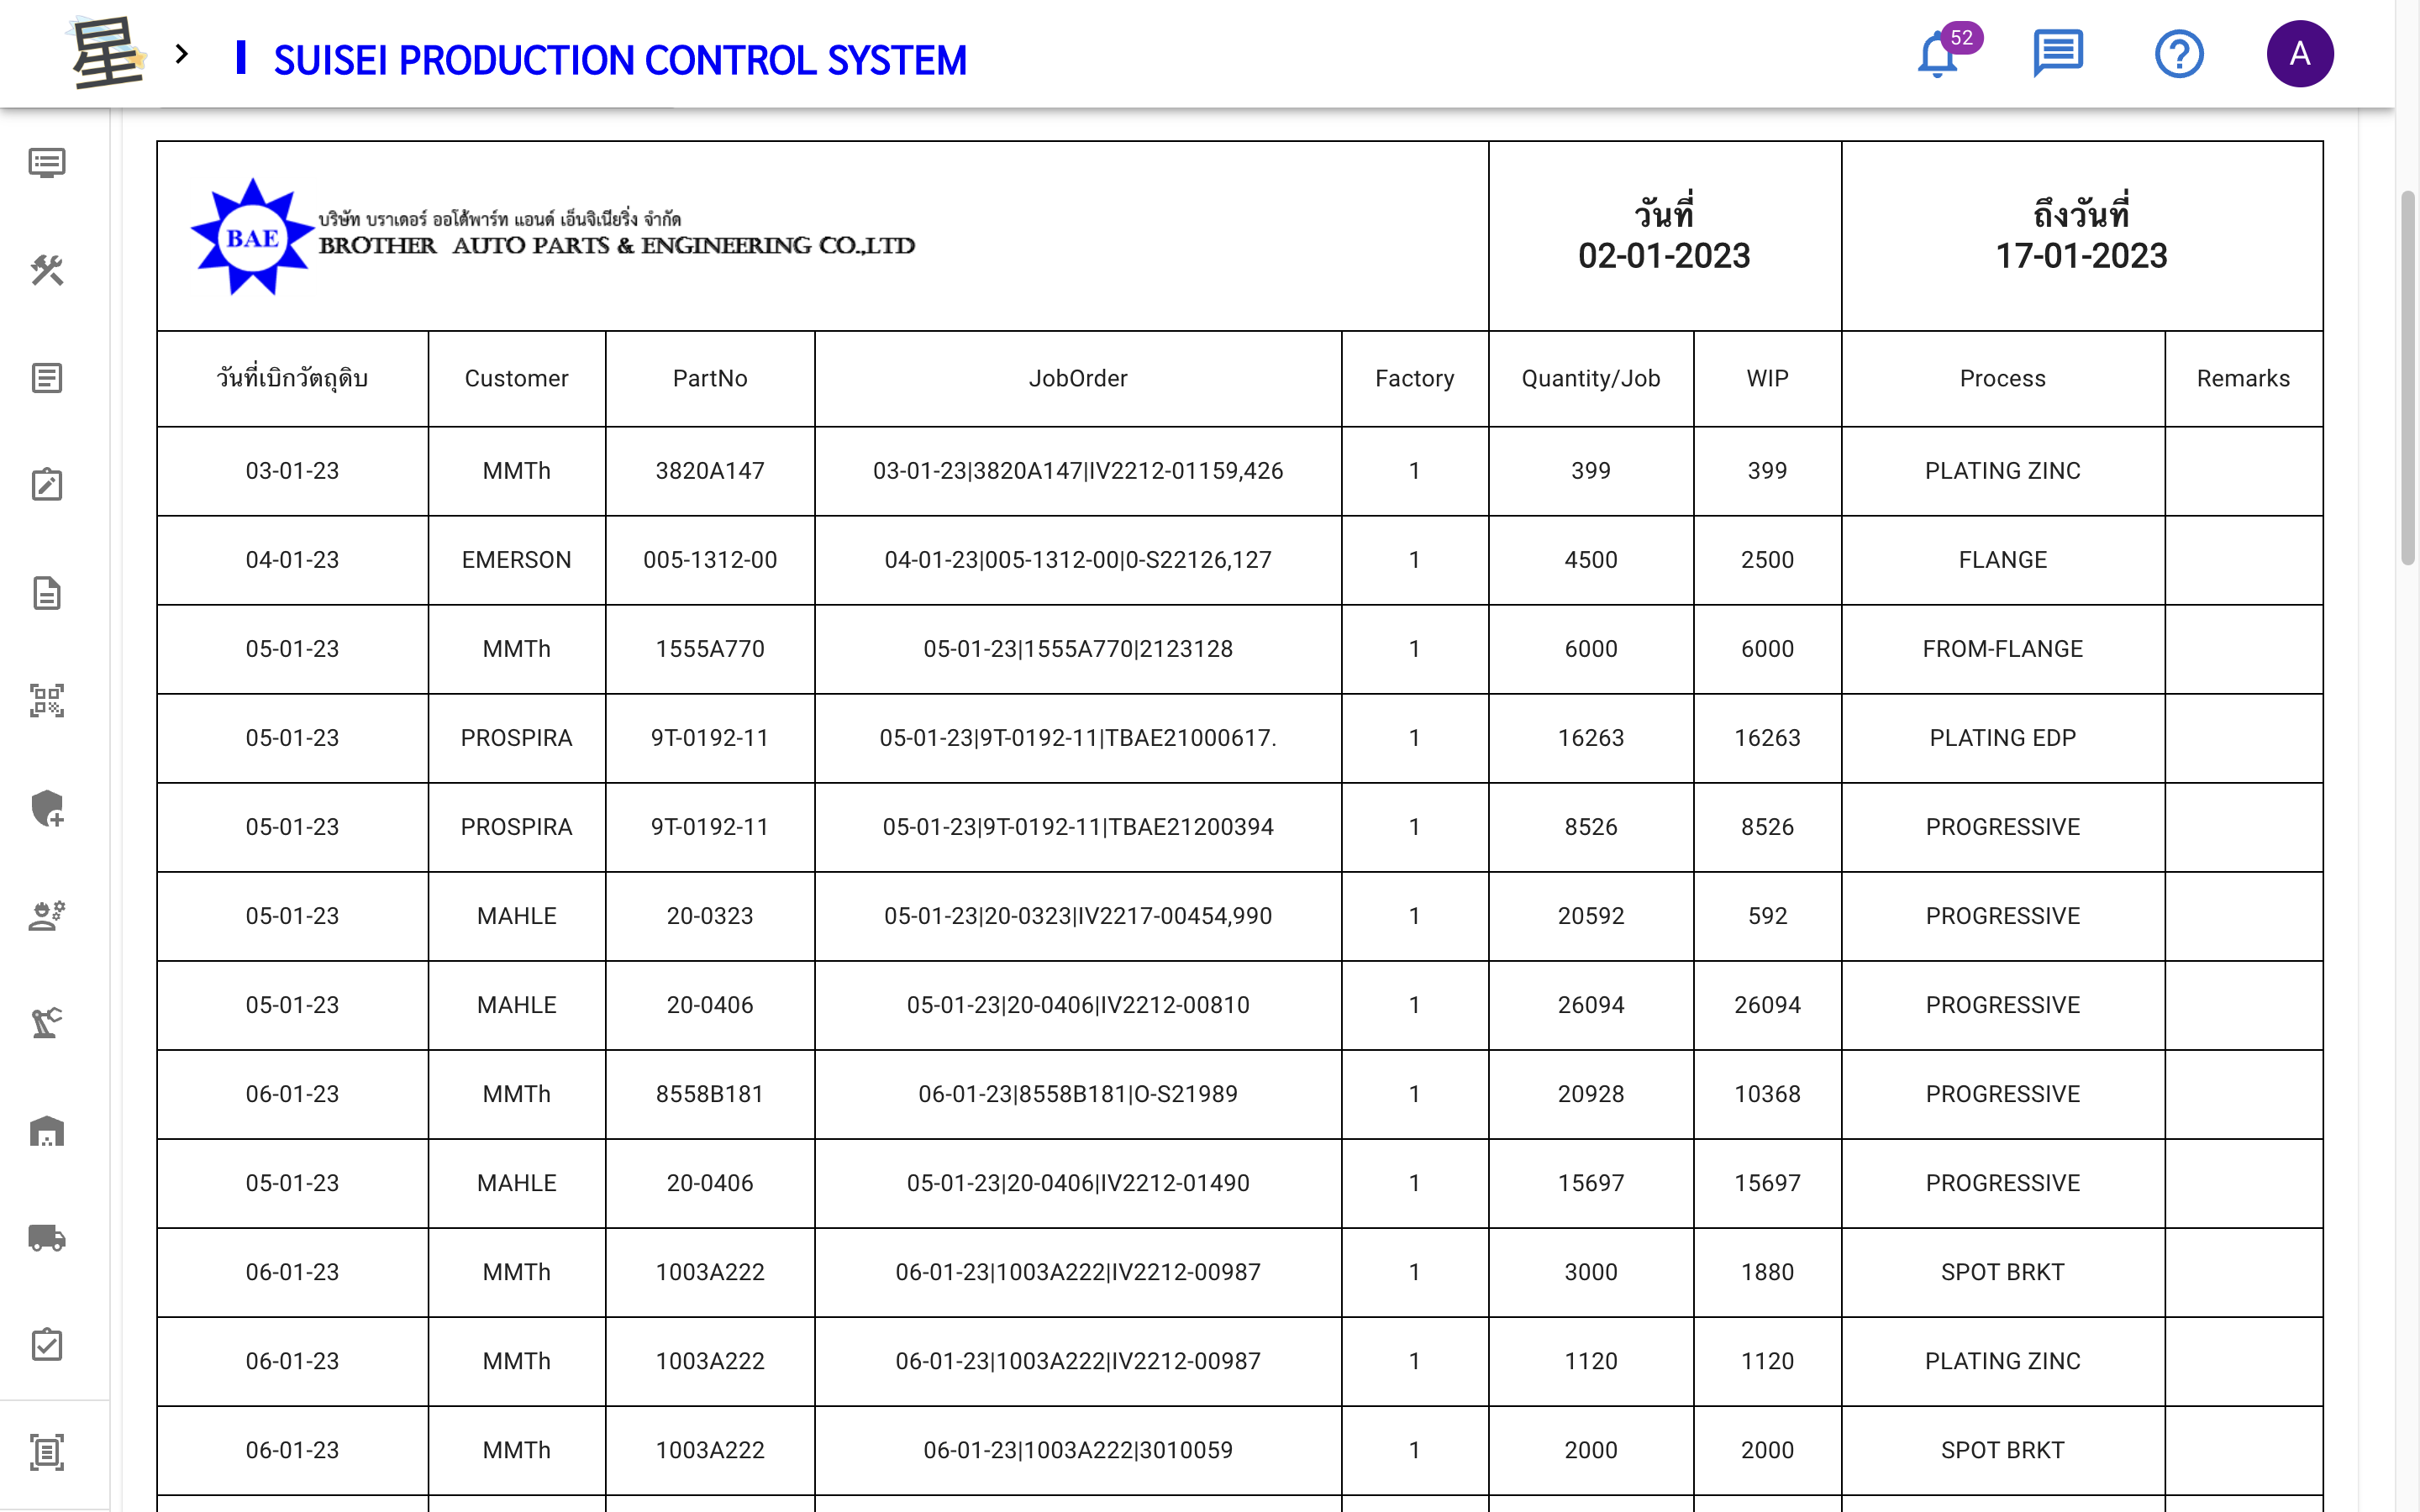 星 SUISEI PRODUCTION CONTROL SYSTEM 52 A
บริษัท บราเดอร์ ออโต้พาร์ท แอนด์ เอ็นจิเนียริ่ง จำกัด
BAE BROTHER AUTO PARTS & ENGINEERING CO.,LTD
วันที่ ถึงวันที่
02-01-2023 17-01-2023
วันที่เบิกวัตถุดิบ Customer PartNo JobOrder Factory Quantity/Job WIP Process Remarks
03-01-23 MMTh 3820A147 03-01-23|3820A147|IV2212-01159,426 1 399 399 PLATING ZINC
04-01-23 EMERSON 005-1312-00 04-01-23|005-1312-00|0-S22126,127 1 4500 2500 FLANGE
05-01-23 MMTh 1555A770 05-01-23|1555A770|2123128 1 6000 6000 FROM-FLANGE
05-01-23 PROSPIRA 9T-0192-11 05-01-23|9T-0192-11|TBAE21000617. 1 16263 16263 PLATING EDP
05-01-23 PROSPIRA 9T-0192-11 05-01-23|9T-0192-11|TBAE21200394 1 8526 8526 PROGRESSIVE
05-01-23 MAHLE 20-0323 05-01-23|20-0323|IV2217-00454,990 1 20592 592 PROGRESSIVE
05-01-23 MAHLE 20-0406 05-01-23|20-0406|IV2212-00810 1 26094 26094 PROGRESSIVE
06-01-23 MMTh 8558B181 06-01-23|8558B181|O-S21989 1 20928 10368 PROGRESSIVE
05-01-23 MAHLE 20-0406 05-01-23|20-0406|IV2212-01490 1 15697 15697 PROGRESSIVE
06-01-23 MMTh 1003A222 06-01-23|1003A222|IV2212-00987 1 3000 1880 SPOT BRKT
06-01-23 MMTh 1003A222 06-01-23|1003A222|IV2212-00987 1 1120 1120 PLATING ZINC
06-01-23 MMTh 1003A222 06-01-23|1003A222|3010059 1 2000 2000 SPOT BRKT